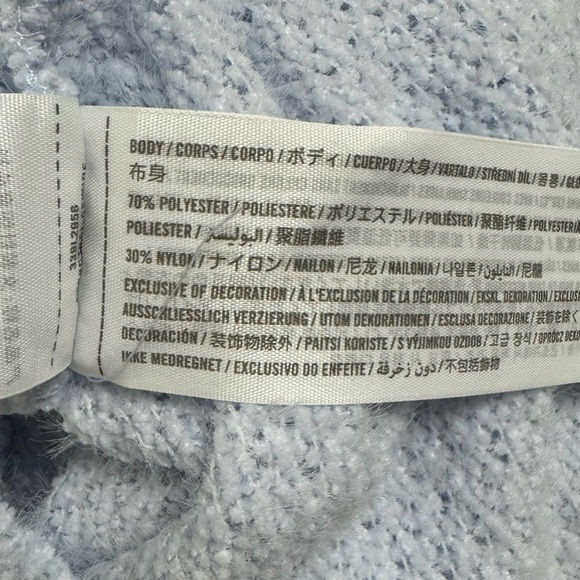 BODY / CORPS / CORPO / ボディ / CUERPO / 大身 / VARTALO / STŘEDNÍ DÍL / 몸통 /
布身
70% POLYESTER / POLIESTERE / ポリエステル / POLIÉSTER / 聚酯纤维 /
POLIESTER / البوليستر / 聚脂纖維
30% NYLON / ナイロン / NAILON / 尼龙 / NAILONIA / 나일론 / النايلون / 尼龍
EXCLUSIVE OF DECORATION / À L'EXCLUSION DE LA DÉCORATION / EKSKL. DEKORATION /
AUSSCHLIESSLICH VERZIERUNG / UTOM DEKORATIONEN / ESCLUSA DECORAZIONE / 装飾を除く
DECORACIÓN / 装饰物除外 / PAITSI KORISTE / S VÝJIMKOU OZDOB / 고급 장식 / OPRÓCZ
IKKE MEDREGNET / EXCLUSIVO DO ENFEITE / دون زخرفة / 不包括飾物